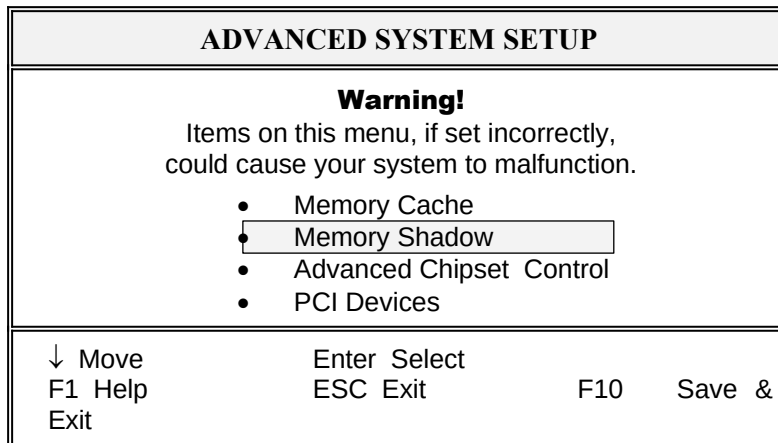 ADVANCED SYSTEM SETUP
Warning!
Items on this menu, if set incorrectly,
could cause your system to malfunction.
• Memory Cache
• Memory Shadow
• Advanced Chipset Control
• PCI Devices
↓ Move Enter Select
F1 Help ESC Exit F10 Save &
Exit